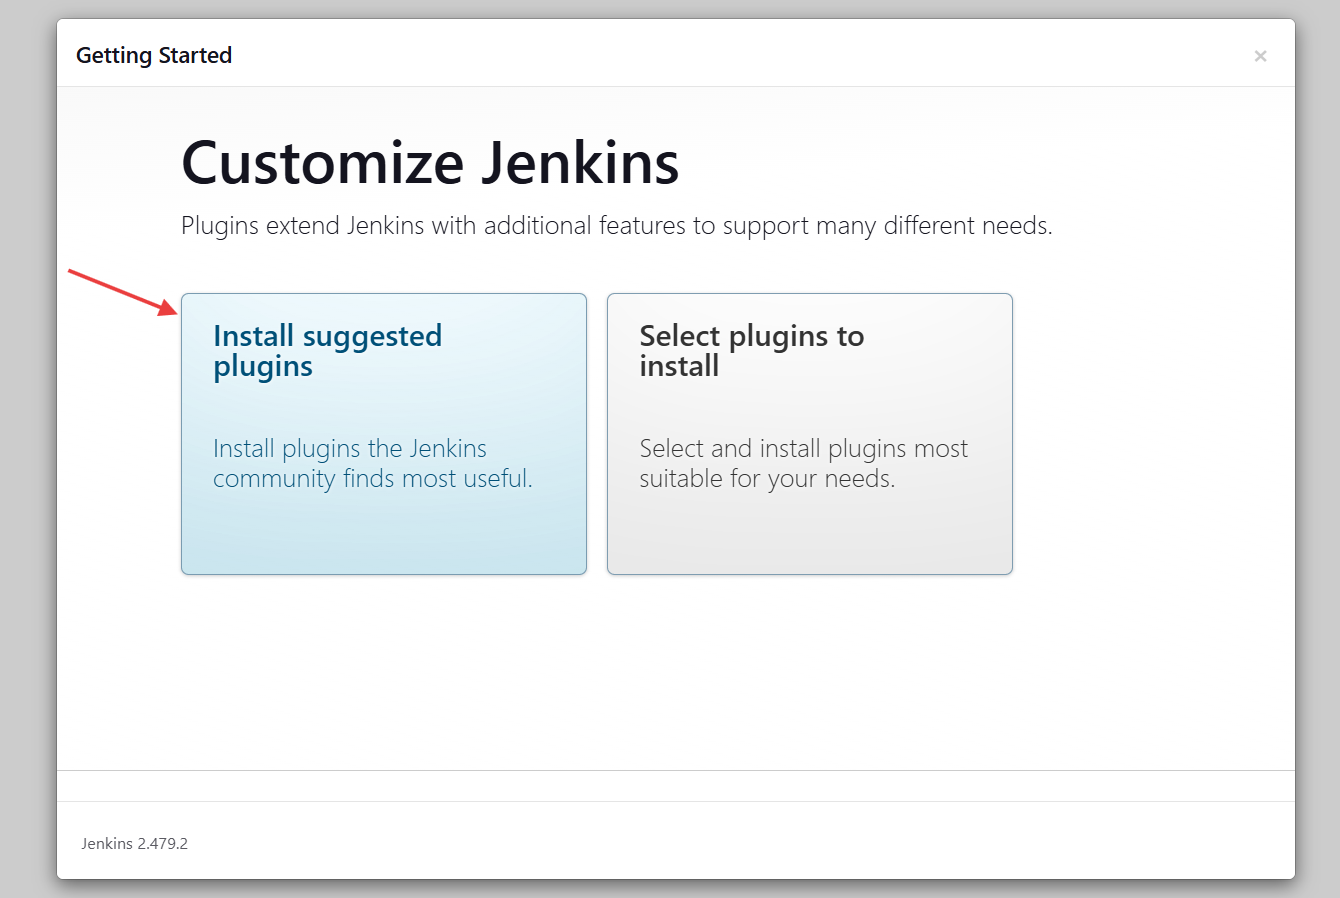 Getting Started
×
Customize Jenkins
Plugins extend Jenkins with additional features to support many different needs.
Install suggested
plugins
Install plugins the Jenkins
community finds most useful.
Select plugins to
install
Select and install plugins most
suitable for your needs.
Jenkins 2.479.2